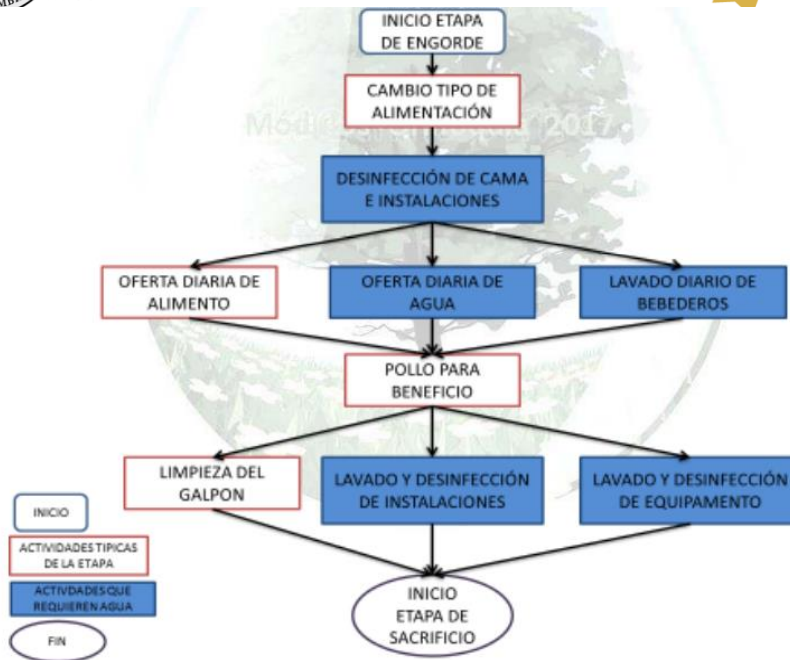 INICIO ETAPA
DE ENGORDE
CAMBIO TIPO DE
ALIMENTACIÓN
2017
DESINFECCIÓN DE CAMA
E INSTALACIONES
OFERTA DIARIA DE
ALIMENTO
OFERTA DIARIA DE
AGUA
LAVADO DIARIO DE
BEBEDEROS
POLLO PARA
BENEFICIO
LIMPIEZA DEL
GALPON
LAVADO Y DESINFECCIÓN
DE INSTALACIONES
LAVADO Y DESINFECCIÓN
DE EQUIPAMENTO
INICIO
ETAPA DE
SACRIFICIO
INICIO
ACTIVIDADES TIPICAS
DE LA ETAPA
ACTIVDADES QUE
REQUIEREN AGUA
FIN